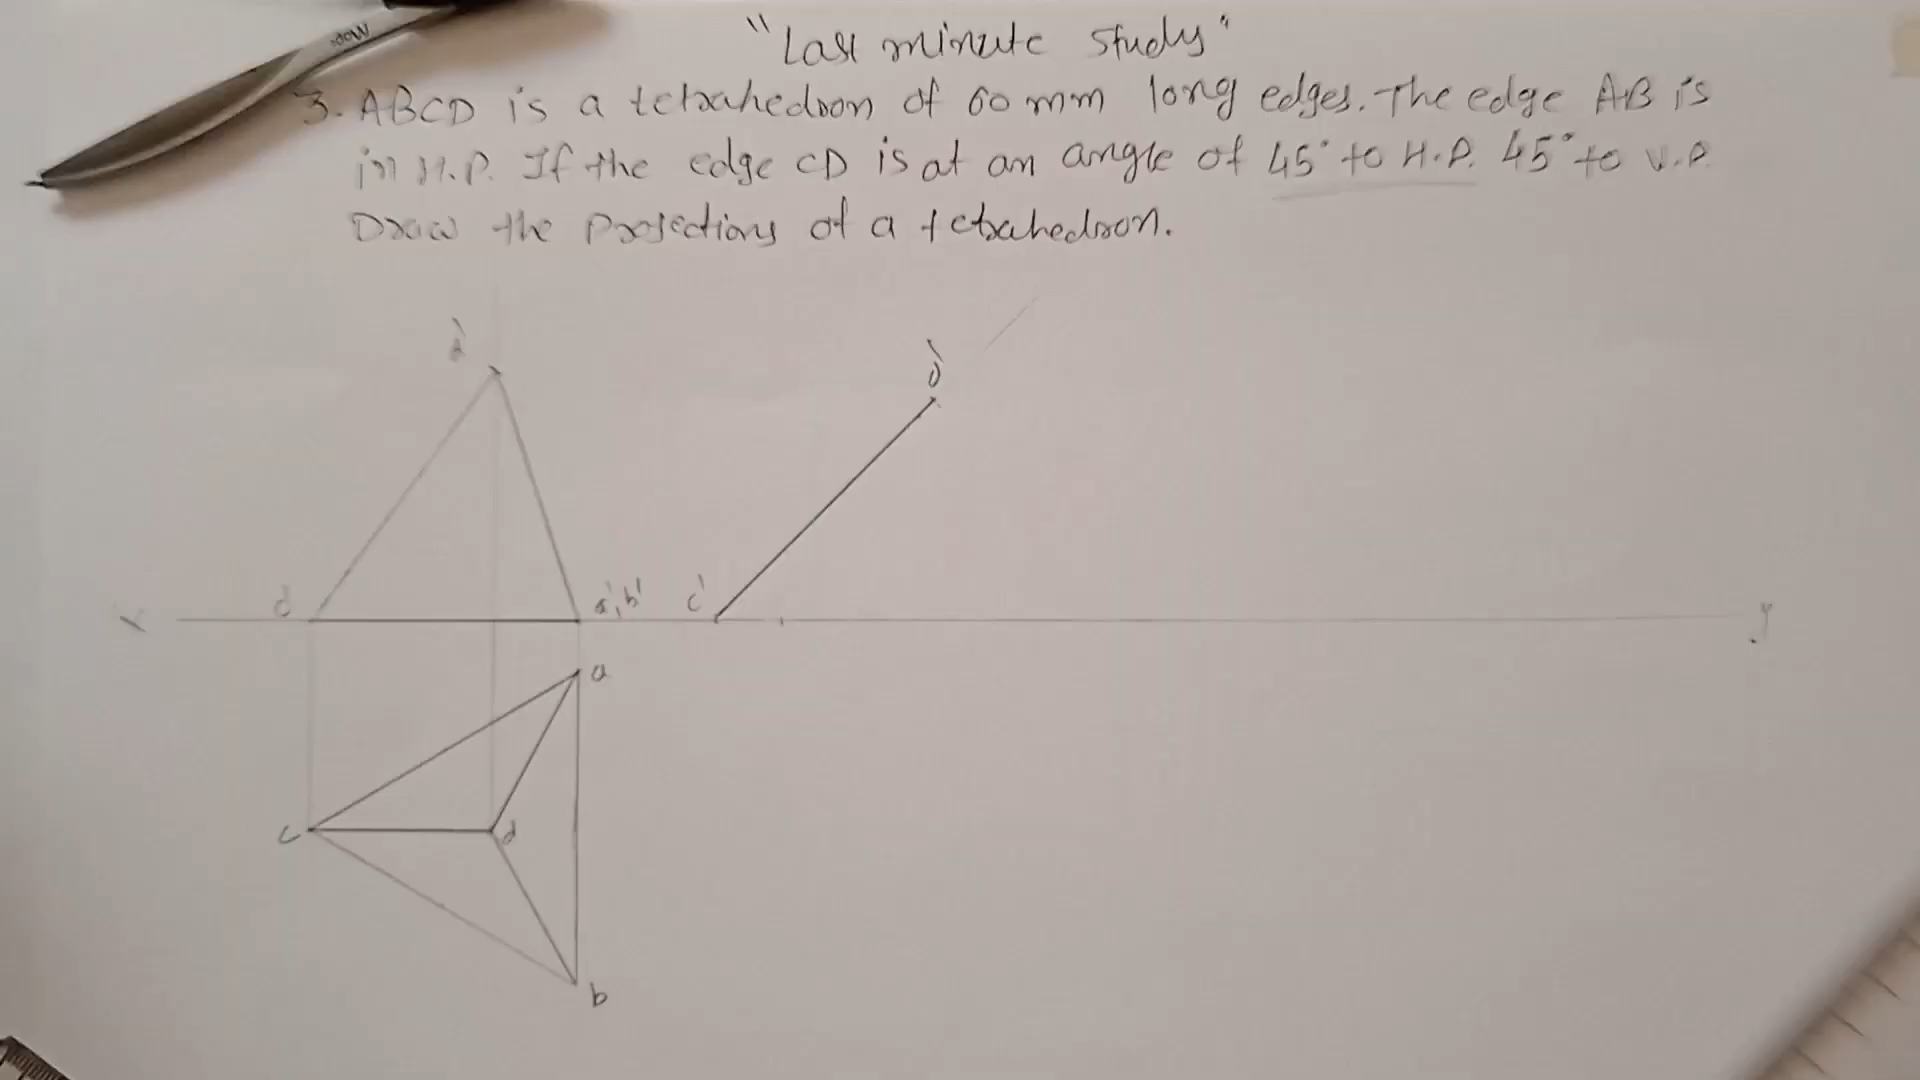 "Last minute study"
3. ABCD is a tetrahedron of 60 mm long edges. The edge AB is
in H.P. If the edge CD is at an angle of 45° to H.P. 45° to V.P.
Draw the projections of a tetrahedron.
d'
d'
c' a', b' c'
X y
a
c d
b